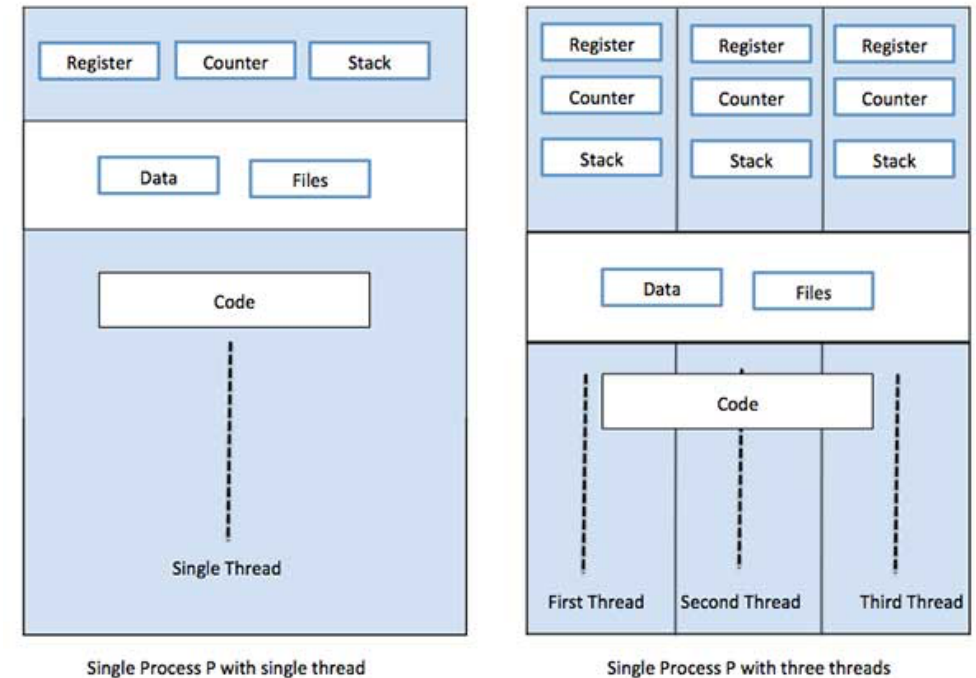 Register Counter Stack
Data Files
Code
Single Thread
Single Process P with single thread
Register Register Register
Counter Counter Counter
Stack Stack Stack
Data Files
Code
First Thread Second Thread Third Thread
Single Process P with three threads